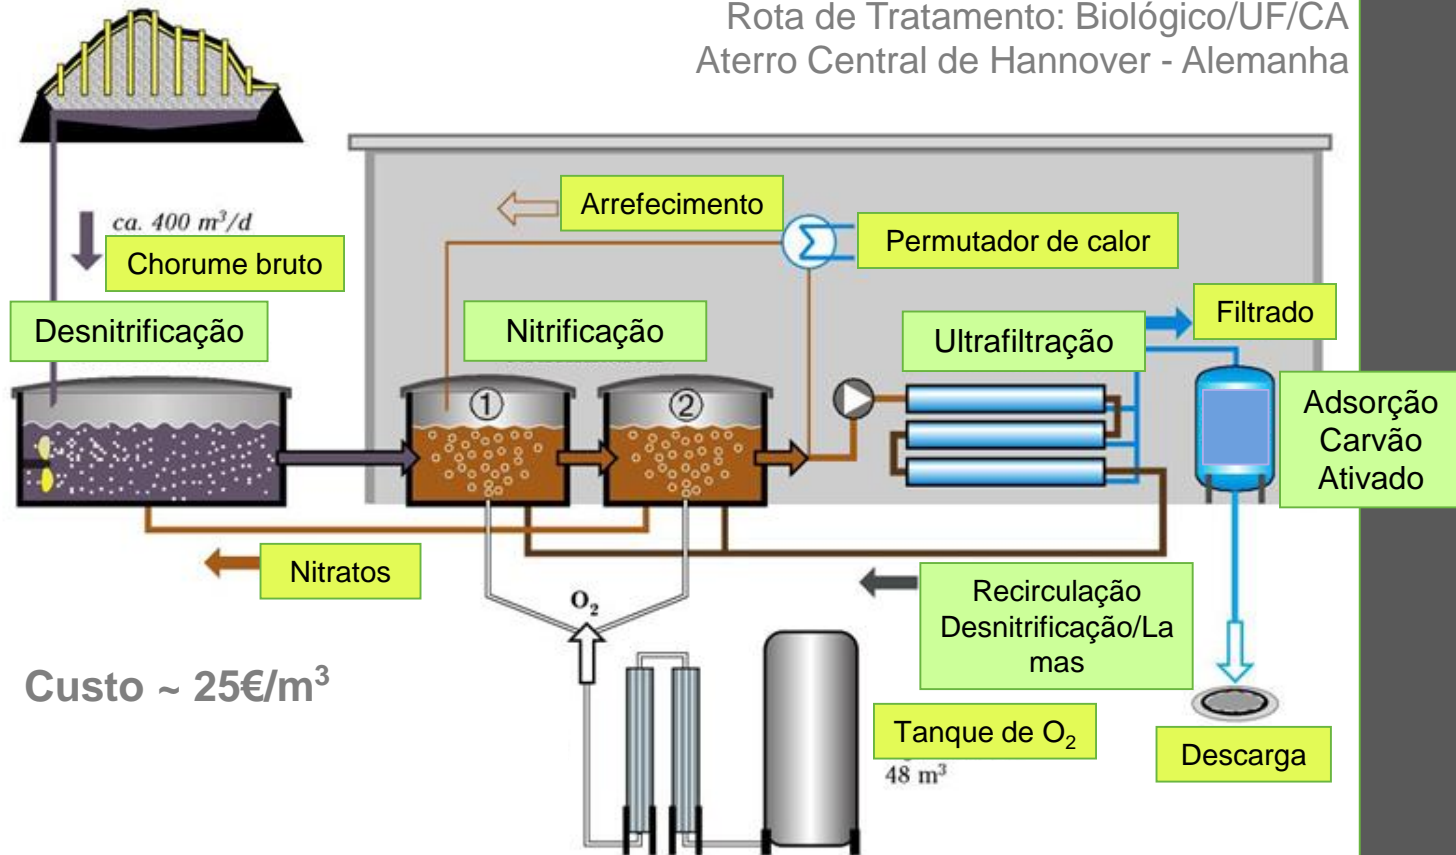 Rota de Tratamento: Biológico/UF/CA
Aterro Central de Hannover - Alemanha
ca. 400 m³/d
Chorume bruto
Arrefecimento
Permutador de calor
Desnitrificação
Nitrificação
Ultrafiltração
Filtrado
①
②
Adsorção
Carvão
Ativado
Nitratos
O₂
Recirculação
Desnitrificação/La
mas
Custo ~ 25€/m³
Tanque de O₂
48 m³
Descarga